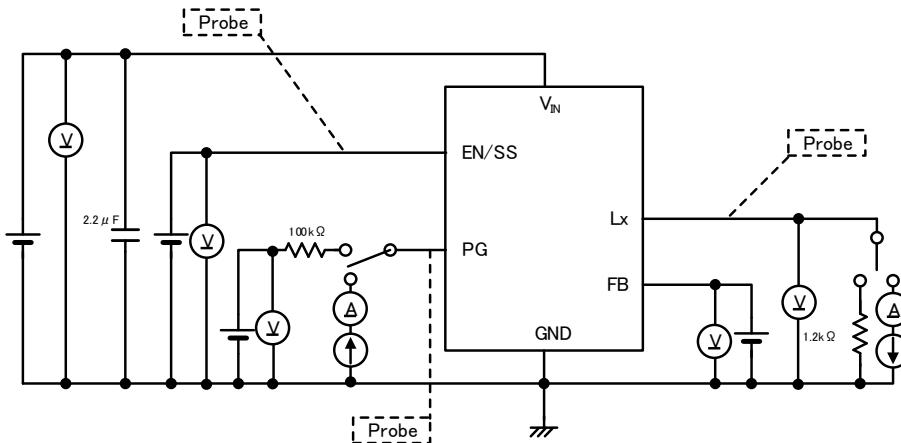 Probe
V_IN
V
EN/SS
Probe
2.2μF
V
Lx
100kΩ
PG
FB
A
V
V
V
1.2kΩ
A
GND
Probe